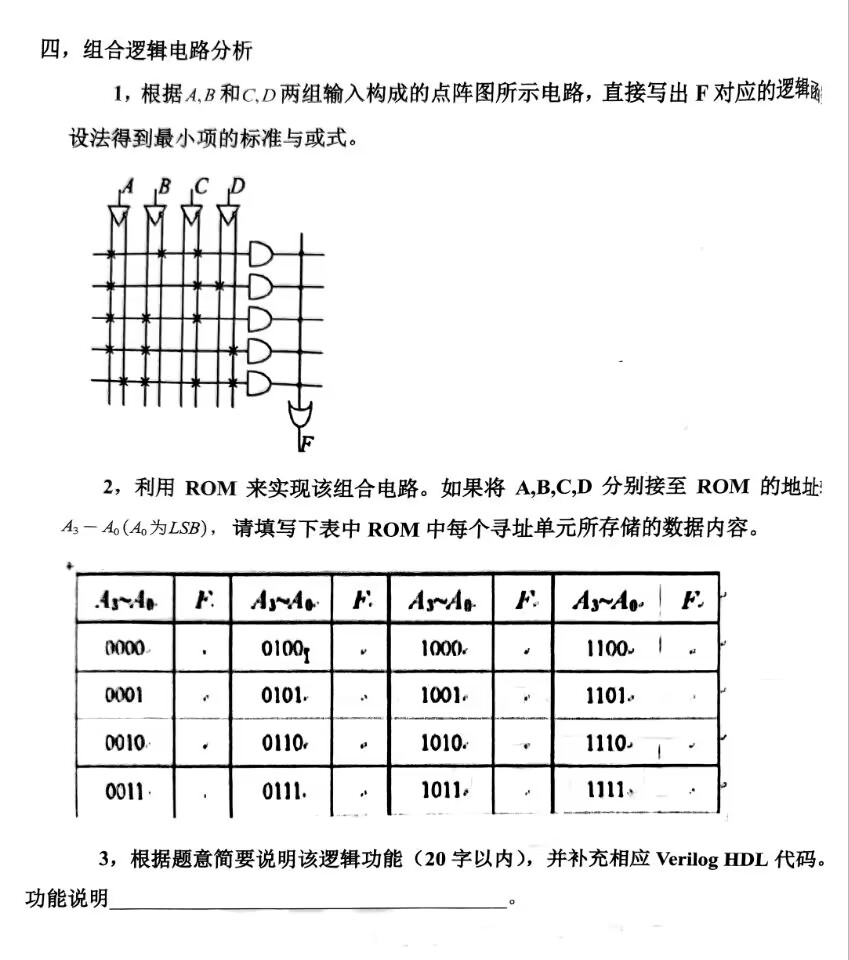 四，组合逻辑电路分析
1，根据A,B和C,D两组输入构成的点阵图所示电路，直接写出 F 对应的逻辑
设法得到最小项的标准与或式。
A B C D
F
2，利用 ROM 来实现该组合电路。如果将 A,B,C,D 分别接至 ROM 的地址
A₃－A₀(A₀为LSB)，请填写下表中 ROM 中每个寻址单元所存储的数据内容。
A₃~A₀ F A₃~A₀ F A₃~A₀ F A₃~A₀ F
0000 0100 1000 1100
0001 0101 1001 1101
0010 0110 1010 1110
0011 0111 1011 1111
3，根据题意简要说明该逻辑功能（20 字以内），并补充相应 Verilog HDL 代码。
功能说明________________________。